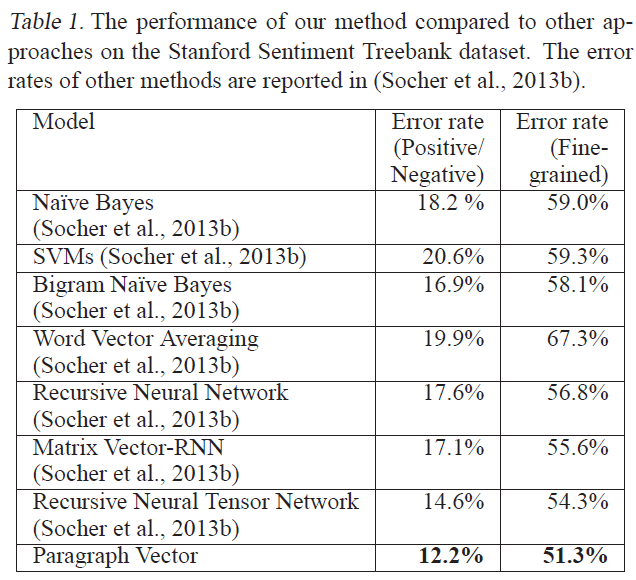 Table 1. The performance of our method compared to other ap-
proaches on the Stanford Sentiment Treebank dataset. The error
rates of other methods are reported in (Socher et al., 2013b).
Model Error rate Error rate
(Positive/ (Fine-
Negative) grained)
Naïve Bayes 18.2 % 59.0%
(Socher et al., 2013b)
SVMs (Socher et al., 2013b) 20.6% 59.3%
Bigram Naïve Bayes 16.9% 58.1%
(Socher et al., 2013b)
Word Vector Averaging 19.9% 67.3%
(Socher et al., 2013b)
Recursive Neural Network 17.6% 56.8%
(Socher et al., 2013b)
Matrix Vector-RNN 17.1% 55.6%
(Socher et al., 2013b)
Recursive Neural Tensor Network 14.6% 54.3%
(Socher et al., 2013b)
Paragraph Vector 12.2% 51.3%